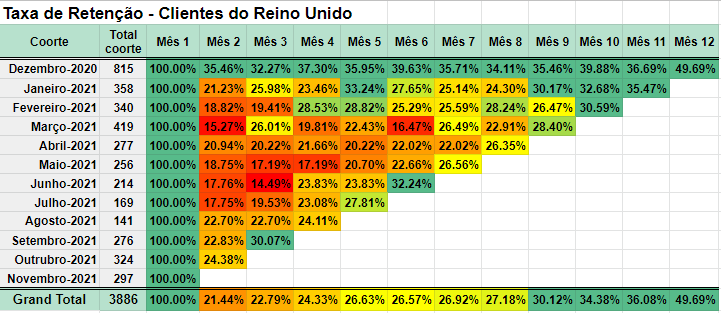 Taxa de Retenção - Clientes do Reino Unido
Coorte Total coorte Mês 1 Mês 2 Mês 3 Mês 4 Mês 5 Mês 6 Mês 7 Mês 8 Mês 9 Mês 10 Mês 11 Mês 12
Dezembro-2020 815 100.00% 35.46% 32.27% 37.30% 35.95% 39.63% 35.71% 34.11% 35.46% 39.88% 36.69% 49.69%
Janeiro-2021 358 100.00% 21.23% 25.98% 23.46% 33.24% 27.65% 25.14% 24.30% 30.17% 32.68% 35.47%
Fevereiro-2021 340 100.00% 18.82% 19.41% 28.53% 28.82% 25.29% 25.59% 28.24% 26.47% 30.59%
Março-2021 419 100.00% 15.27% 26.01% 19.81% 22.43% 16.47% 26.49% 22.91% 28.40%
Abril-2021 277 100.00% 20.94% 20.22% 21.66% 20.22% 22.02% 22.02% 26.35%
Maio-2021 256 100.00% 18.75% 17.19% 17.19% 20.70% 22.66% 26.56%
Junho-2021 214 100.00% 17.76% 14.49% 23.83% 23.83% 32.24%
Julho-2021 169 100.00% 17.75% 19.53% 23.08% 27.81%
Agosto-2021 141 100.00% 22.70% 22.70% 24.11%
Setembro-2021 276 100.00% 22.83% 30.07%
Outrubro-2021 324 100.00% 24.38%
Novembro-2021 297 100.00%
Grand Total 3886 100.00% 21.44% 22.79% 24.33% 26.63% 26.57% 26.92% 27.18% 30.12% 34.38% 36.08% 49.69%